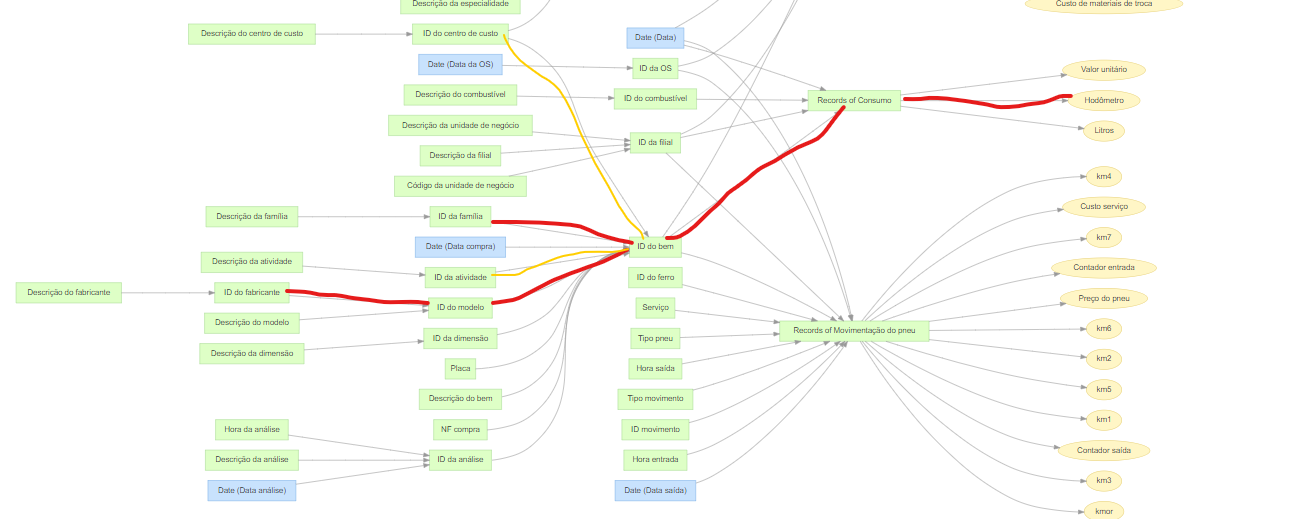 Descrição da especialidade
Custo de materiais de troca
Descrição do centro de custo
ID do centro de custo
Date (Data)
Date (Data da OS)
ID da OS
Valor unitário
Descrição do combustível
ID do combustível
Records of Consumo
Hodômetro
Descrição da unidade de negócio
Litros
ID da filial
Descrição da filial
Código da unidade de negócio
km4
Custo serviço
Descrição da família
ID da família
km7
Date (Data compra)
ID do bem
Descrição da atividade
Contador entrada
ID da atividade
ID do ferro
Descrição do fabricante
ID do fabricante
Preço do pneu
ID do modelo
Serviço
Descrição do modelo
Records of Movimentação do pneu
km6
ID da dimensão
Tipo pneu
Descrição da dimensão
km2
Placa
Hora saída
km5
Descrição do bem
Tipo movimento
km1
Hora da análise
NF compra
ID movimento
Contador saída
Descrição da análise
ID da análise
Hora entrada
km3
Date (Data análise)
Date (Data saída)
kmor